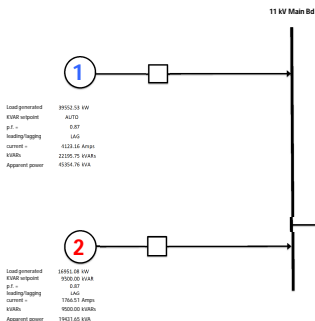 11 kV Main Bd
1
Load generated 39552.53 kW
KVAR setpoint AUTO
p.f. = 0.87
leading/lagging LAG
current = 4123.16 Amps
kVARs 22195.75 kVARs
Apparent power 45354.76 kVA
2
Load generated 16951.08 kW
KVAR setpoint 9500.00 kVAR
p.f. = 0.87
leading/lagging LAG
current = 1766.51 Amps
kVARs 9500.00 kVARs
Apparent power 19431.65 kVA